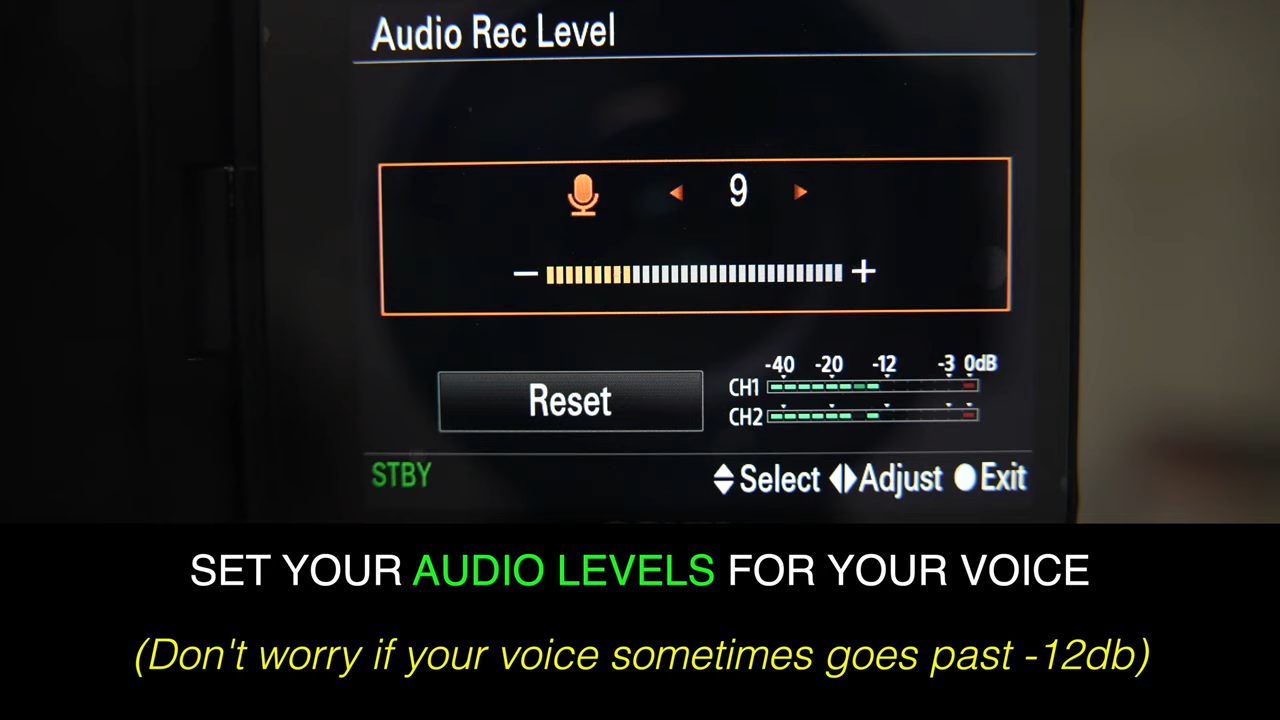 Audio Rec Level
9
− +
Reset
-40 -20 -12 -3 0dB
CH1
CH2
STBY
Select Adjust Exit
SET YOUR AUDIO LEVELS FOR YOUR VOICE
(Don't worry if your voice sometimes goes past -12db)